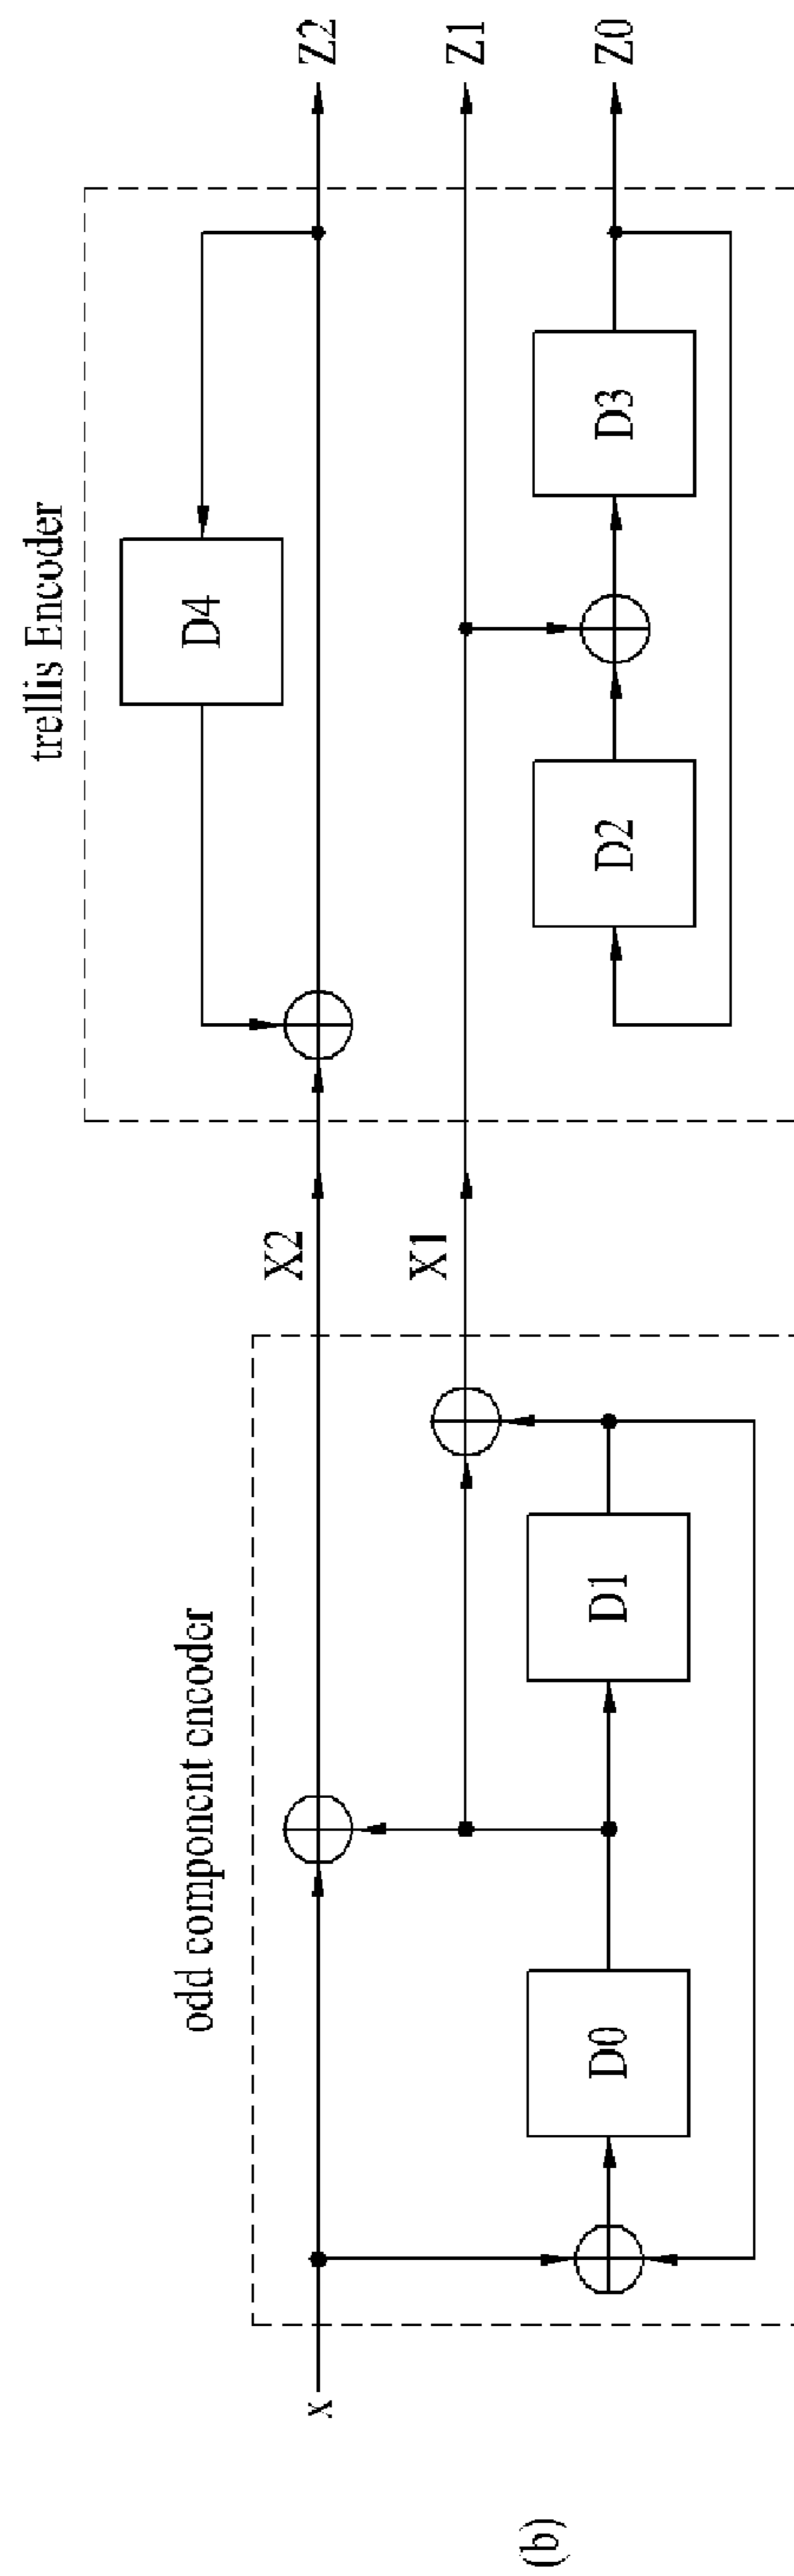 (b)
odd component encoder
trellis Encoder
x
D0
D1
X2
X1
D4
D2
D3
Z2
Z1
Z0